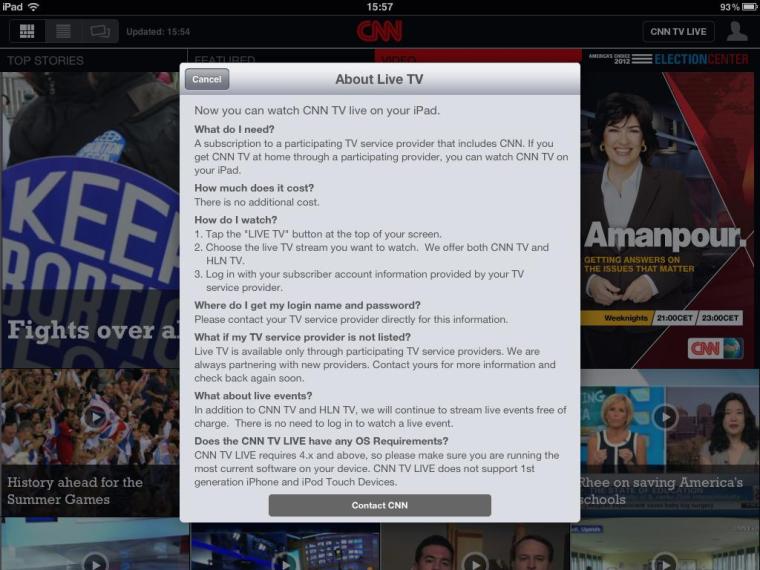 iPad
15:57
93%
Updated: 15:54
CNN
CNN TV LIVE
TOP STORIES
FEATURED
VIDEO
AMERICA'S CHOICE
2012
ELECTIONCENTER
Cancel
About Live TV
Now you can watch CNN TV live on your iPad.
What do I need?
A subscription to a participating TV service provider that includes CNN. If you
get CNN TV at home through a participating provider, you can watch CNN TV on
your iPad.
How much does it cost?
There is no additional cost.
How do I watch?
1. Tap the "LIVE TV" button at the top of your screen.
2. Choose the live TV stream you want to watch.  We offer both CNN TV and
HLN TV.
3. Log in with your subscriber account information provided by your TV
service provider.
Where do I get my login name and password?
Please contact your TV service provider directly for this information.
What if my TV service provider is not listed?
Live TV is available only through participating TV service providers. We are
always partnering with new providers. Contact yours for more information and
check back again soon.
What about live events?
In addition to CNN TV and HLN TV, we will continue to stream live events free of
charge.  There is no need to log in to watch a live event.
Does the CNN TV LIVE have any OS Requirements?
CNN TV LIVE requires 4.x and above, so please make sure you are running the
most current software on your device. CNN TV LIVE does not support 1st
generation iPhone and iPod Touch Devices.
Contact CNN
KEEP
ABORTION
Fights over a
History ahead for the
Summer Games
Amanpour.
GETTING ANSWERS ON
THE ISSUES THAT MATTER
Weeknights
21:00CET
23:00CET
CNN
Rhee on saving America's
schools